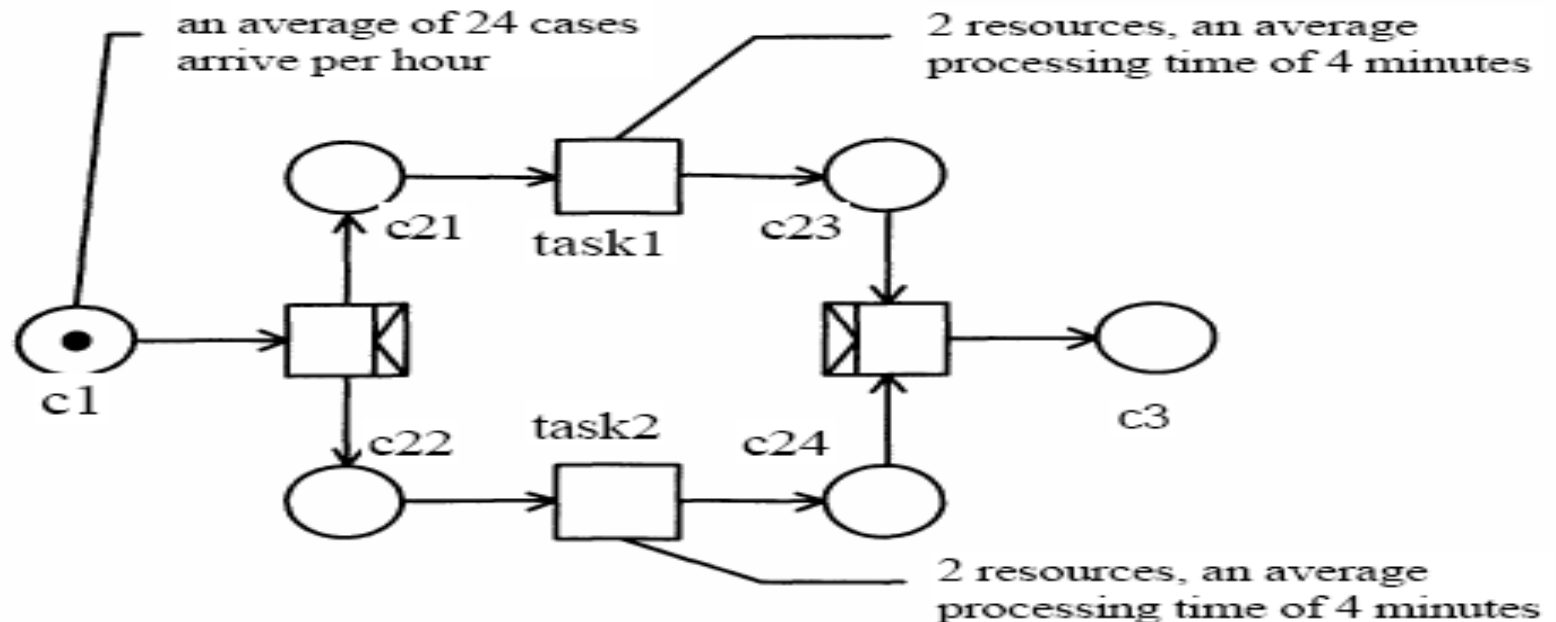 an average of 24 cases
arrive per hour
2 resources, an average
processing time of 4 minutes
c21
task1
c23
c1
c3
c22
task2
c24
2 resources, an average
processing time of 4 minutes